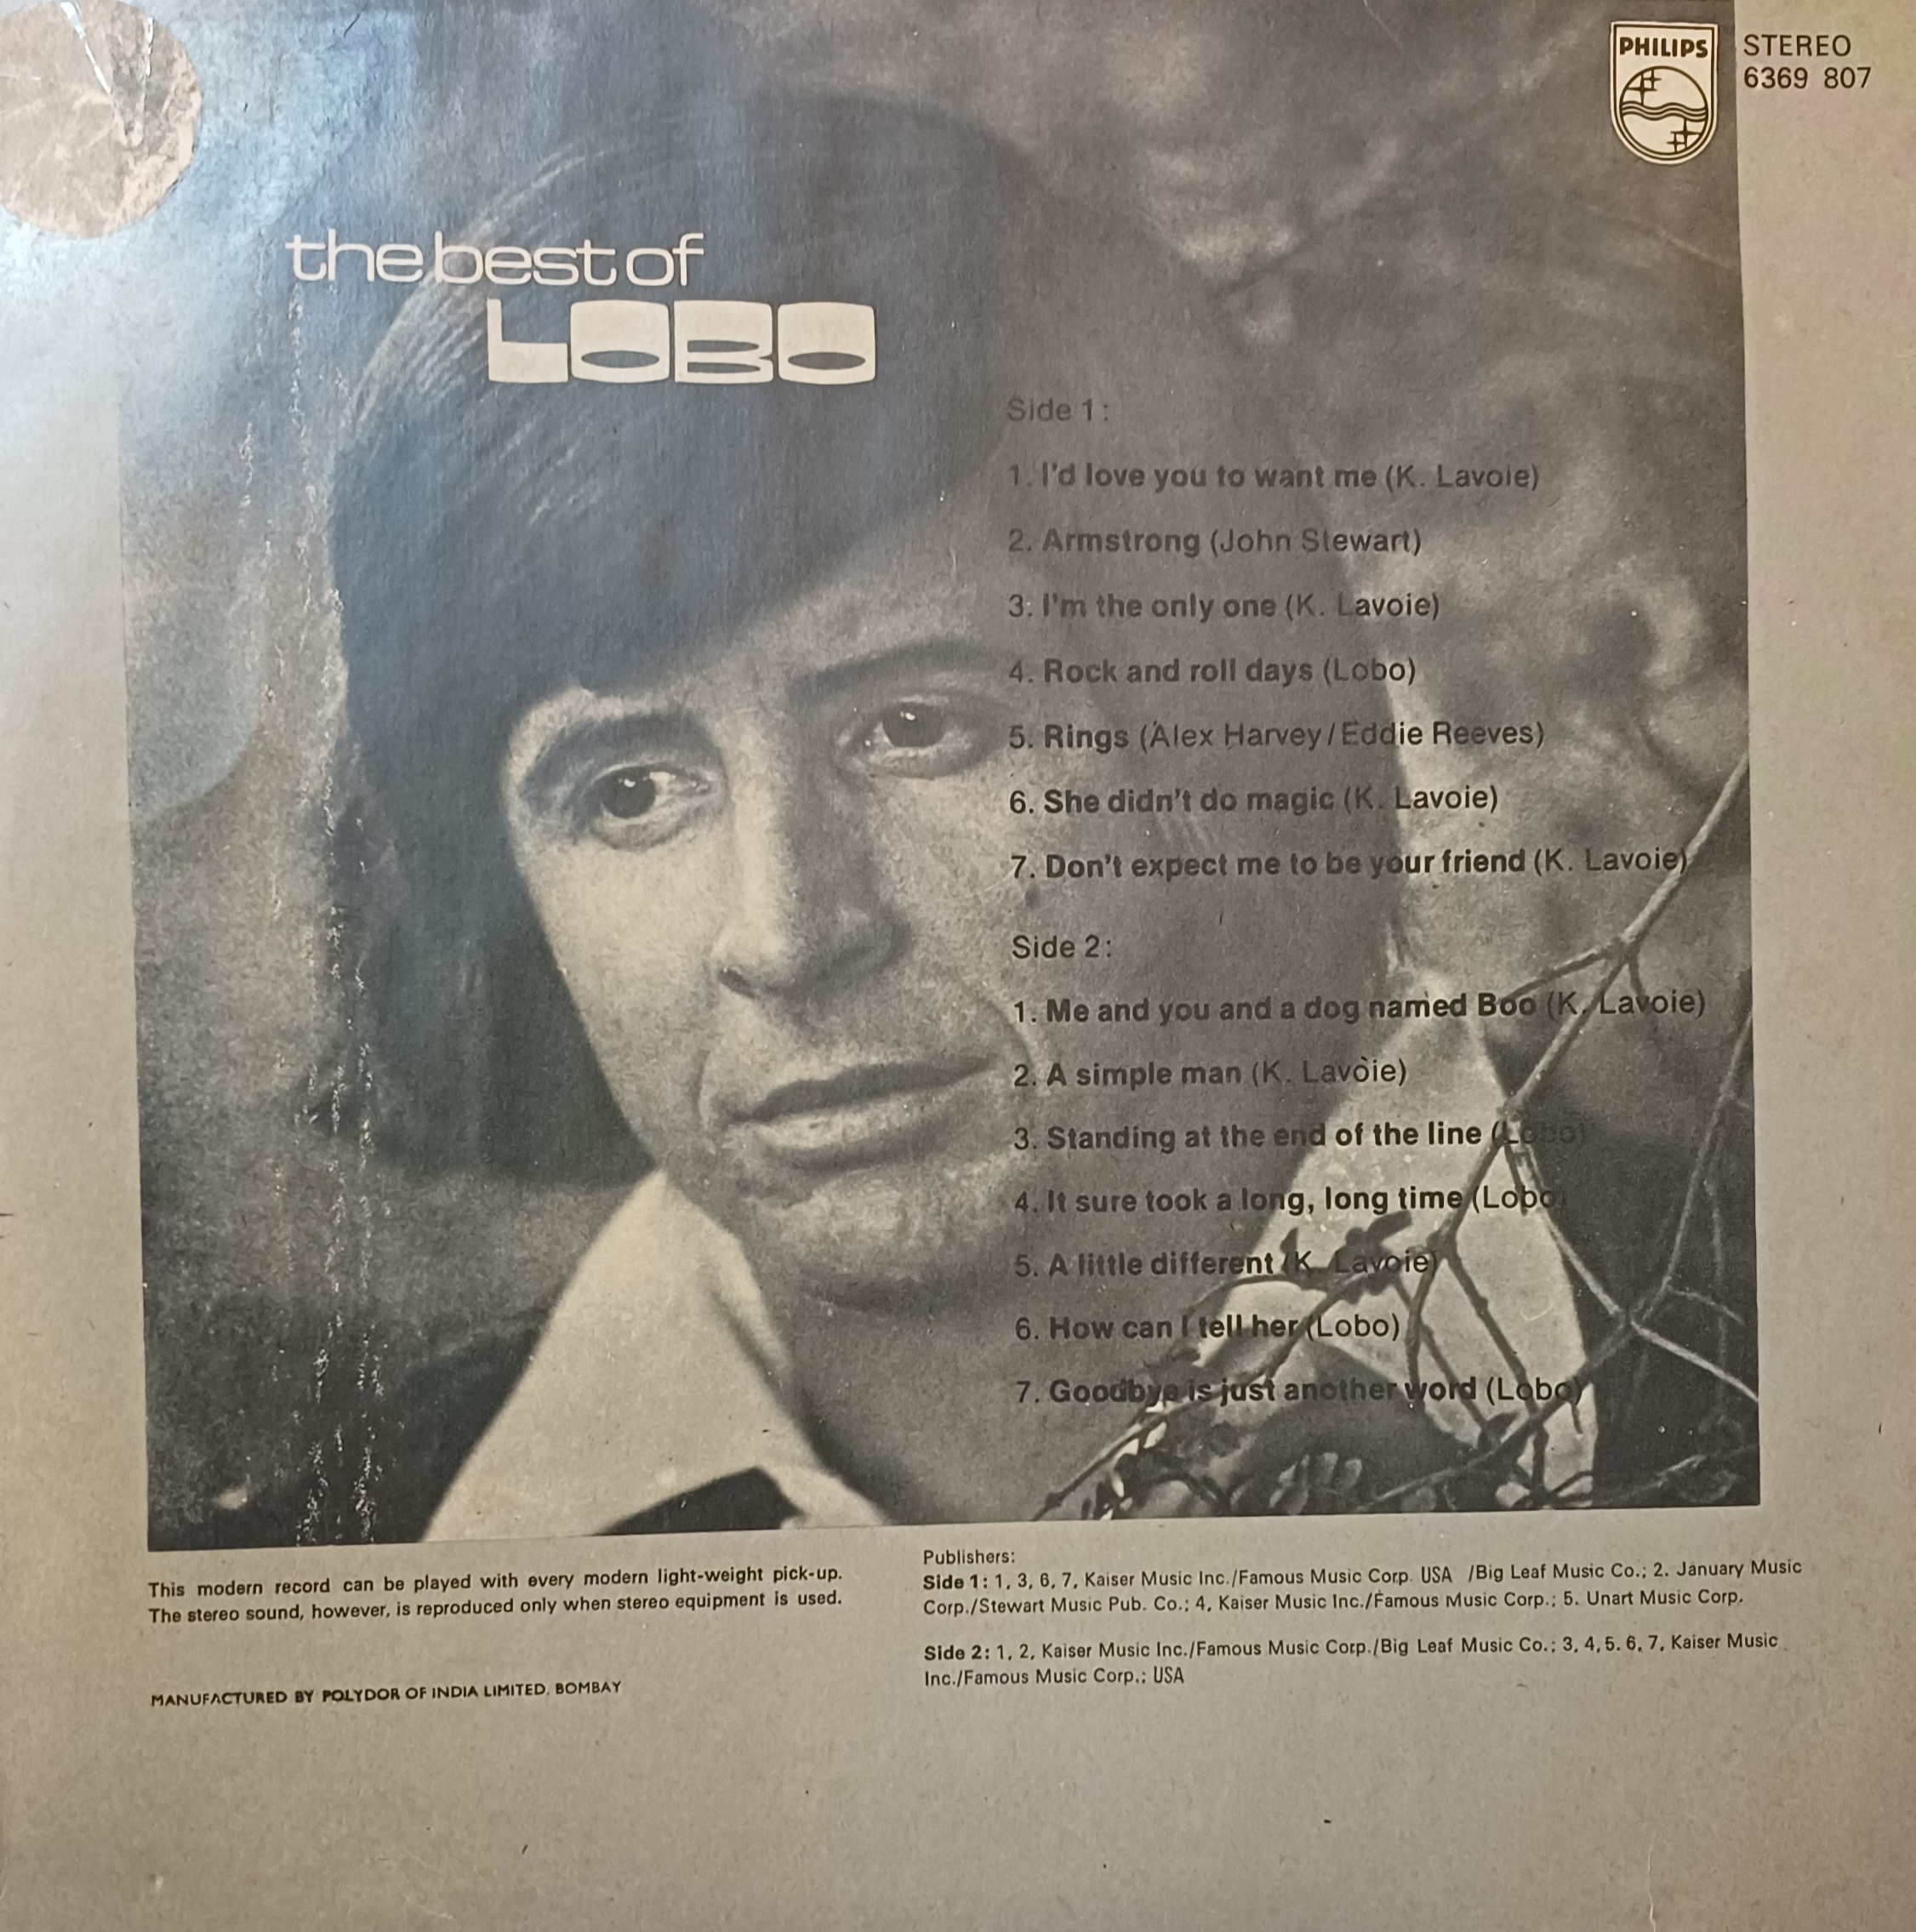 PHILIPS
STEREO
6369 807
the best of
LOBO
Side 1:
1. I'd love you to want me (K. Lavoie)
2. Armstrong (John Stewart)
3. I'm the only one (K. Lavoie)
4. Rock and roll days (Lobo)
5. Rings (Alex Harvey/Eddie Reeves)
6. She didn't do magic (K. Lavoie)
7. Don't expect me to be your friend (K. Lavoie)
Side 2:
1. Me and you and a dog named Boo (K. Lavoie)
2. A simple man (K. Lavoie)
3. Standing at the end of the line (Lobo)
4. It sure took a long, long time (Lobo)
5. A little different (K. Lavoie)
6. How can I tell her (Lobo)
7. Goodbye is just another word (Lobo)
This modern record can be played with every modern light-weight pick-up.
The stereo sound, however, is reproduced only when stereo equipment is used.
MANUFACTURED BY POLYDOR OF INDIA LIMITED. BOMBAY
Publishers:
Side 1: 1, 3, 6, 7, Kaiser Music Inc./Famous Music Corp. USA /Big Leaf Music Co.; 2. January Music
Corp./Stewart Music Pub. Co.; 4, Kaiser Music Inc./Famous Music Corp.; 5. Unart Music Corp.
Side 2: 1, 2, Kaiser Music Inc./Famous Music Corp./Big Leaf Music Co.; 3, 4, 5. 6, 7, Kaiser Music
Inc./Famous Music Corp.; USA